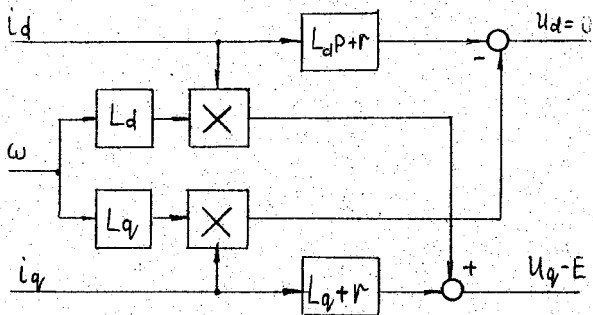 id
Ldp+r
ud=0
-
Ld
×
ω
Lq
×
+
iq
Lq+r
uq-E